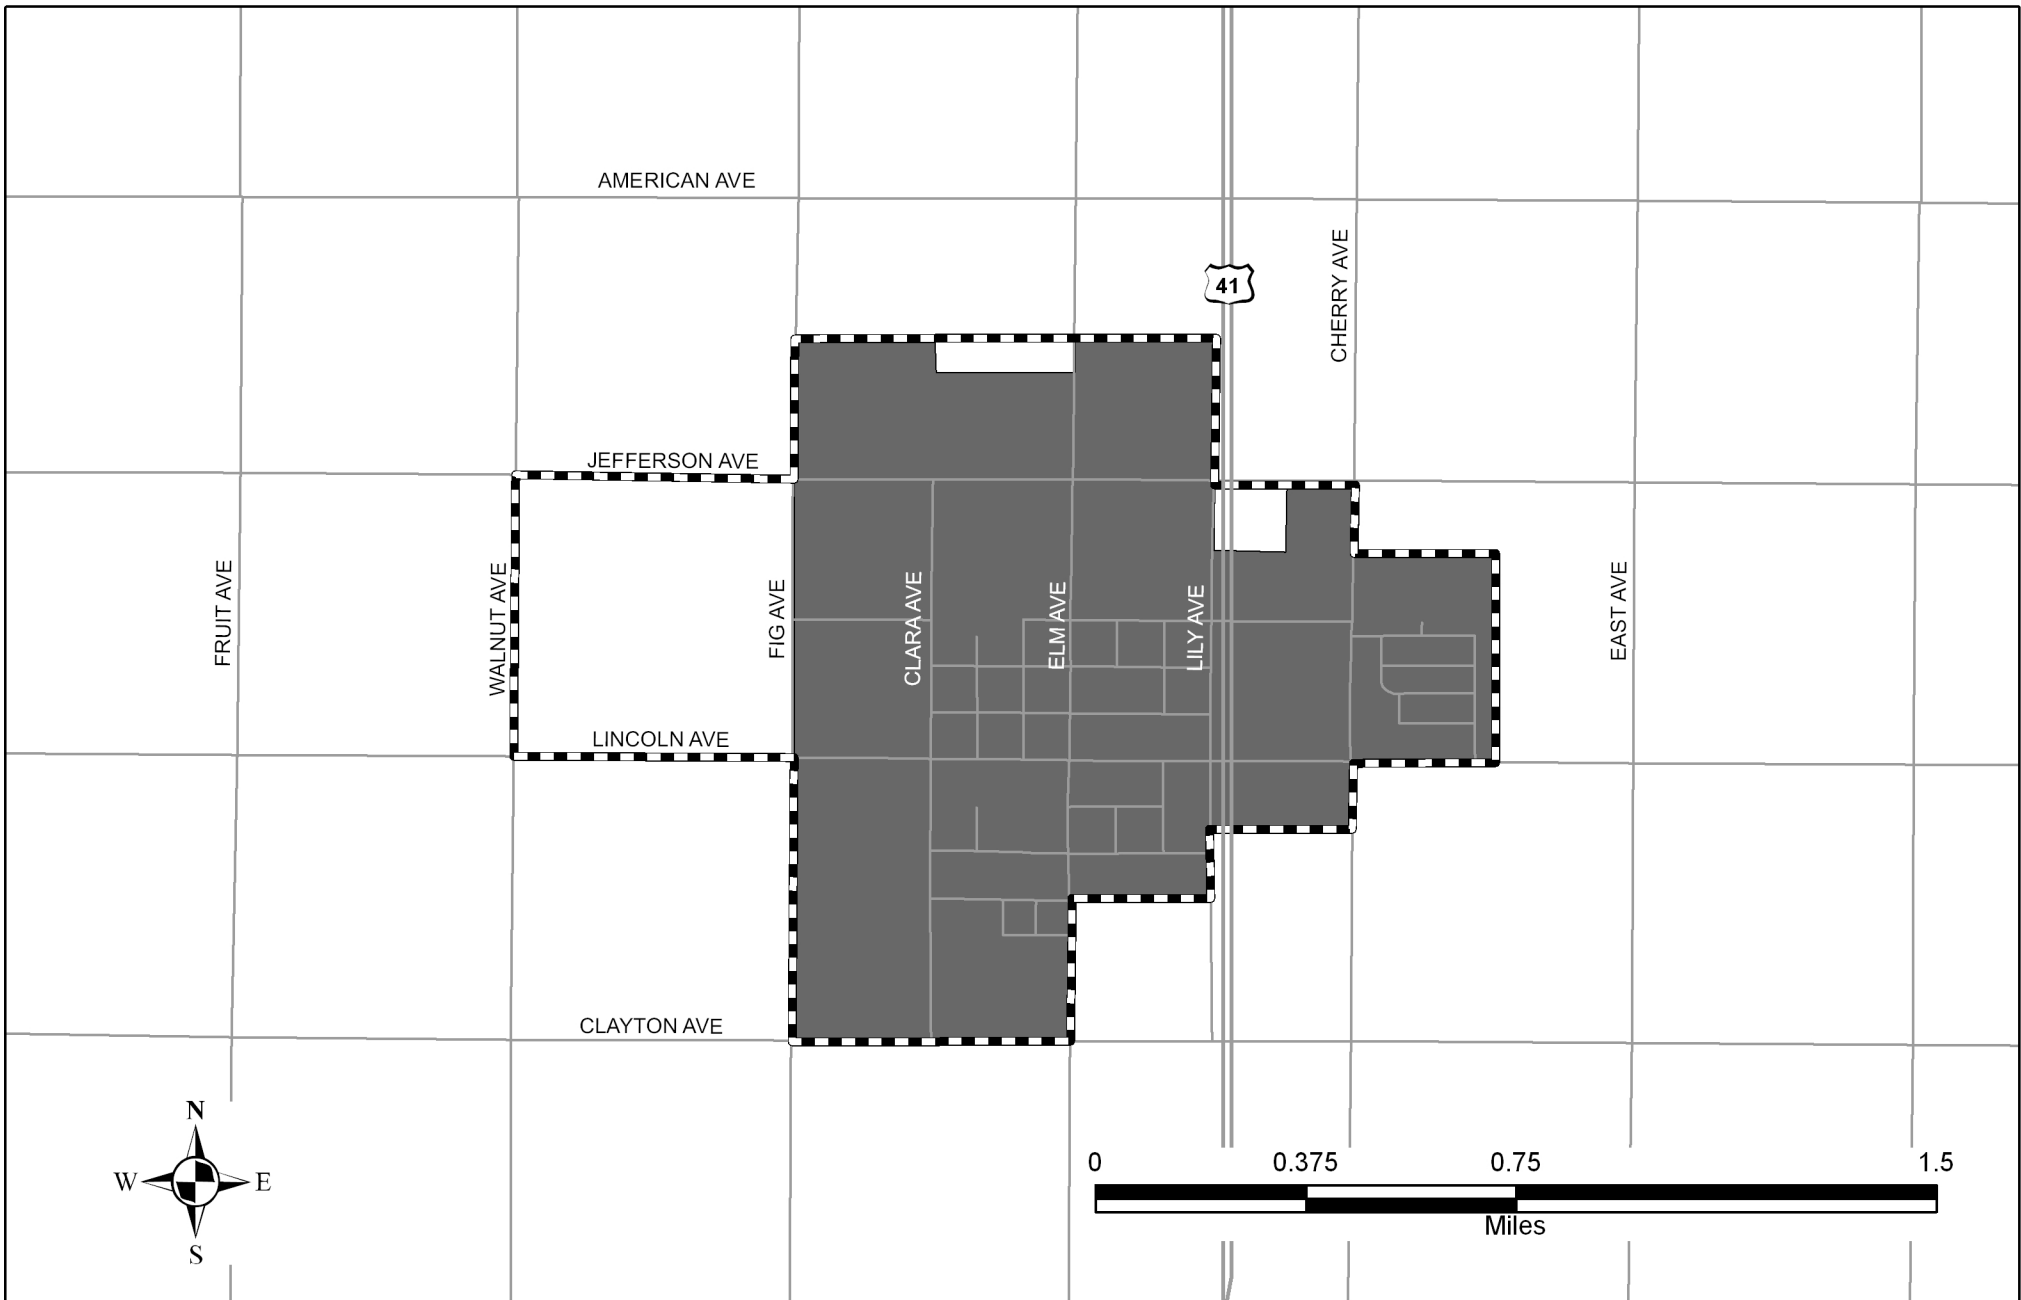 AMERICAN AVE
CHERRY AVE
41
JEFFERSON AVE
FRUIT AVE
WALNUT AVE
FIG AVE
CLARA AVE
ELM AVE
LILY AVE
EAST AVE
LINCOLN AVE
CLAYTON AVE
N
W E
S
0 0.375 0.75 1.5
Miles